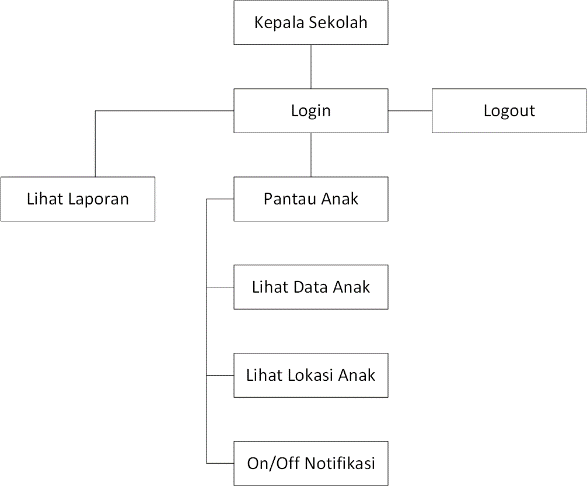 Kepala Sekolah
Login
Logout
Lihat Laporan
Pantau Anak
Lihat Data Anak
Lihat Lokasi Anak
On/Off Notifikasi